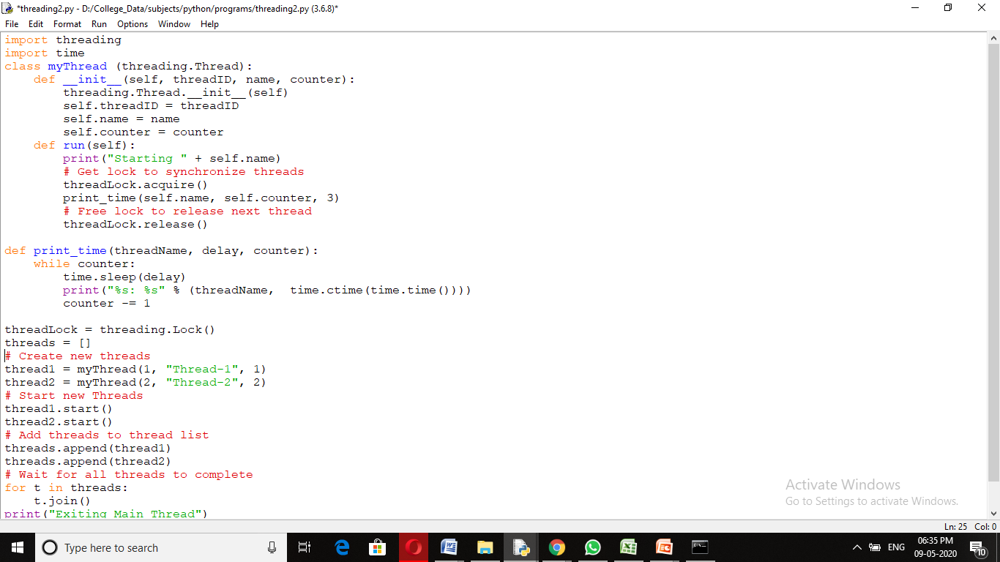 *threading2.py - D:/College_Data/subjects/python/programs/threading2.py (3.6.8)*
File Edit Format Run Options Window Help
import threading
import time
class myThread (threading.Thread):
    def __init__(self, threadID, name, counter):
        threading.Thread.__init__(self)
        self.threadID = threadID
        self.name = name
        self.counter = counter
    def run(self):
        print("Starting " + self.name)
        # Get lock to synchronize threads
        threadLock.acquire()
        print_time(self.name, self.counter, 3)
        # Free lock to release next thread
        threadLock.release()

def print_time(threadName, delay, counter):
    while counter:
        time.sleep(delay)
        print("%s: %s" % (threadName,  time.ctime(time.time())))
        counter -= 1

threadLock = threading.Lock()
threads = []
# Create new threads
thread1 = myThread(1, "Thread-1", 1)
thread2 = myThread(2, "Thread-2", 2)
# Start new Threads
thread1.start()
thread2.start()
# Add threads to thread list
threads.append(thread1)
threads.append(thread2)
# Wait for all threads to complete
for t in threads:
    t.join()
print("Exiting Main Thread")
Activate Windows
Go to Settings to activate Windows.
Ln: 25 Col: 0
Type here to search
ENG
06:35 PM
09-05-2020
10